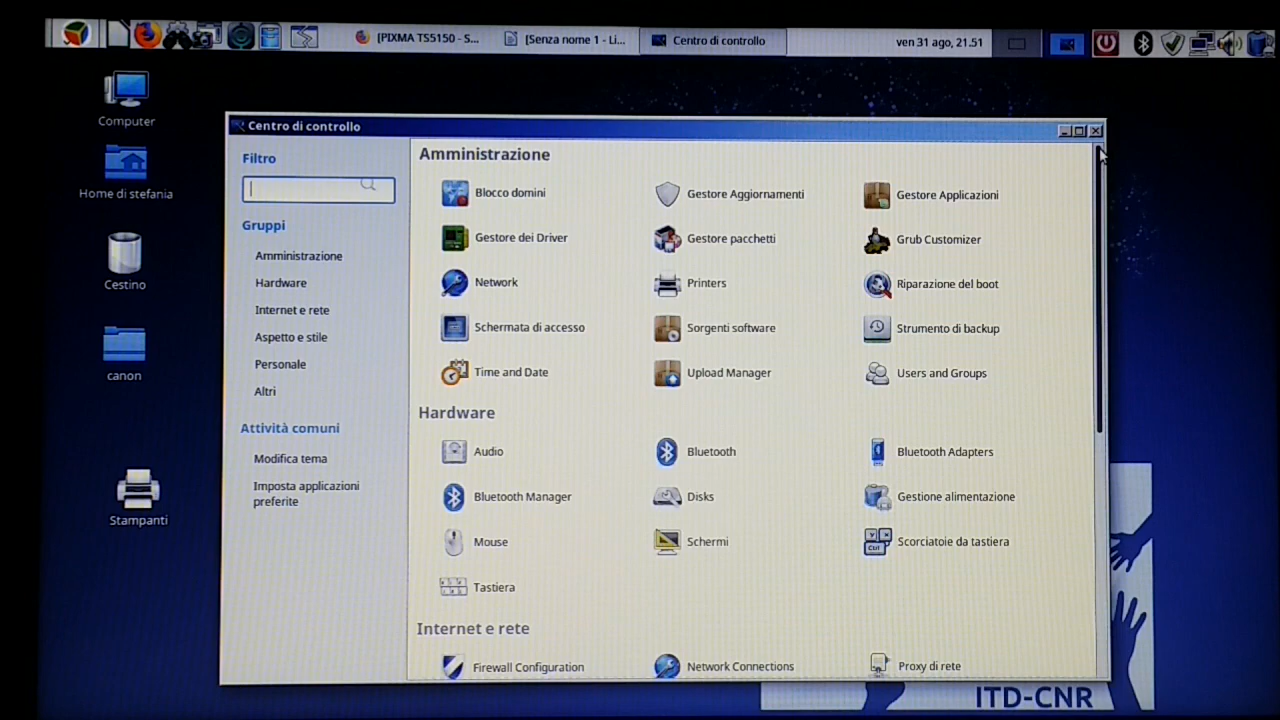 [PIXMA TS5150 - S...
[Senza nome 1 - Li...
Centro di controllo
ven 31 ago, 21.51
Computer
Home di stefania
Cestino
canon
Stampanti
Centro di controllo
Filtro
Gruppi
Amministrazione
Hardware
Internet e rete
Aspetto e stile
Personale
Altri
Attività comuni
Modifica tema
Imposta applicazioni
preferite
Amministrazione
Blocco domini
Gestore Aggiornamenti
Gestore Applicazioni
Gestore dei Driver
Gestore pacchetti
Grub Customizer
Network
Printers
Riparazione del boot
Schermata di accesso
Sorgenti software
Strumento di backup
Time and Date
Upload Manager
Users and Groups
Hardware
Audio
Bluetooth
Bluetooth Adapters
Bluetooth Manager
Disks
Gestione alimentazione
Mouse
Schermi
Scorciatoie da tastiera
Tastiera
Internet e rete
Firewall Configuration
Network Connections
Proxy di rete
ITD-CNR